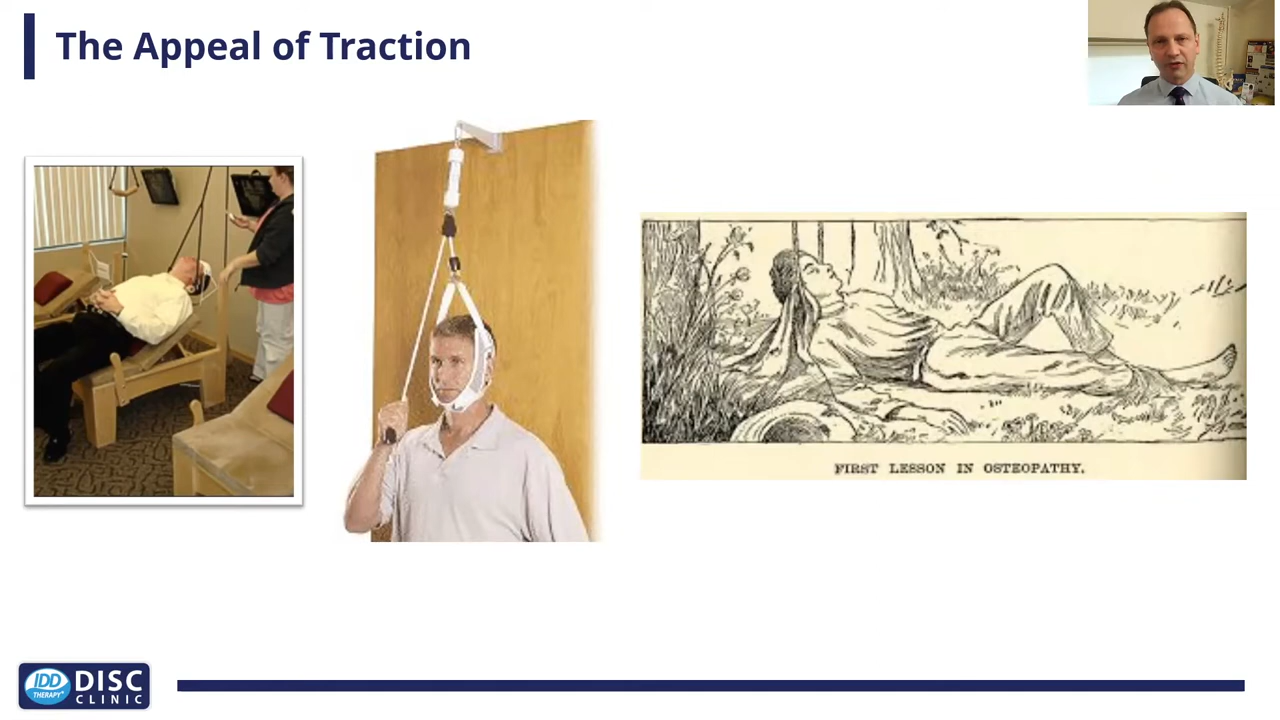 The Appeal of Traction
FIRST LESSON IN OSTEOPATHY.
IDD
THERAPY
DISC
CLINIC